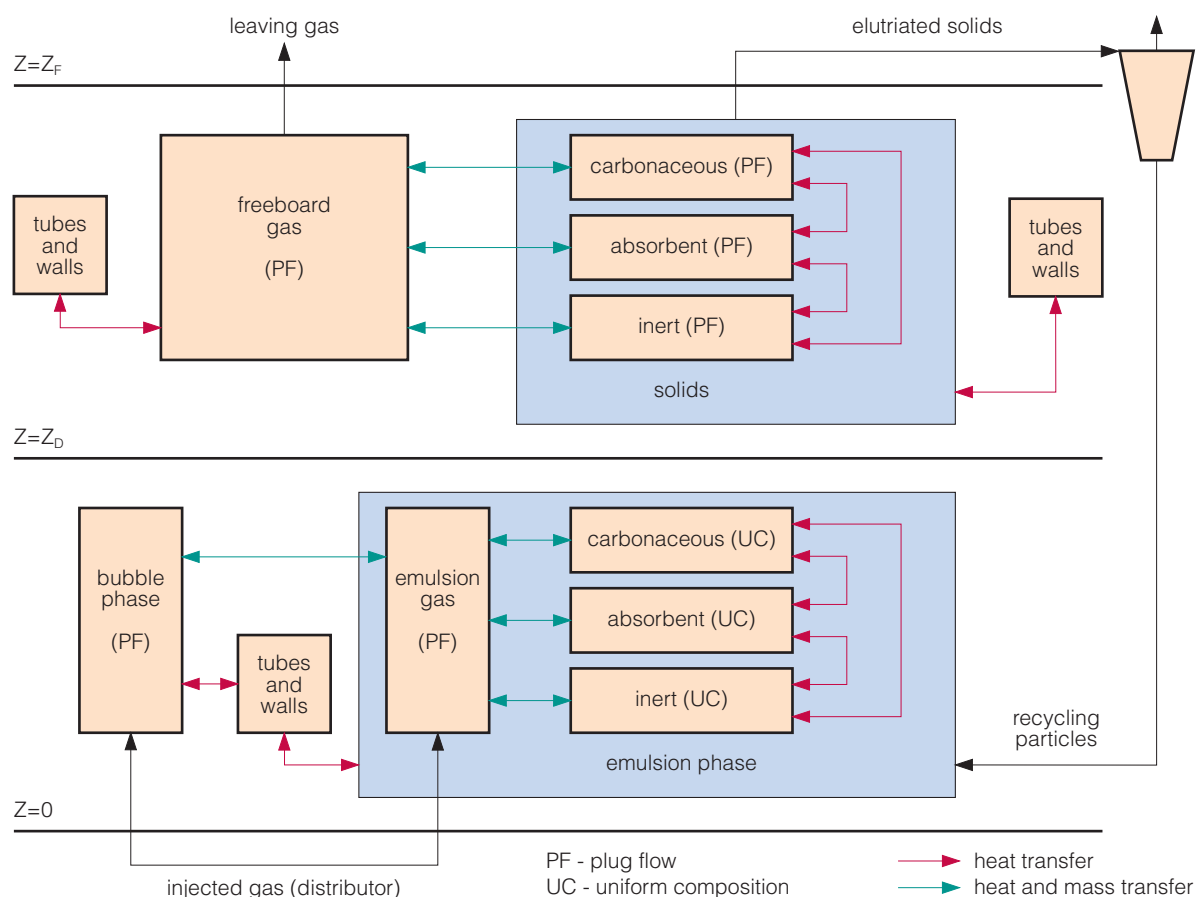 leaving gas
elutriated solids
Z=Z_F
carbonaceous (PF)
freeboard
gas
(PF)
tubes
and
walls
absorbent (PF)
tubes
and
walls
inert (PF)
solids
Z=Z_D
carbonaceous (UC)
bubble
phase
(PF)
emulsion
gas
(PF)
absorbent (UC)
tubes
and
walls
inert (UC)
recycling
particles
emulsion phase
Z=0
PF - plug flow
heat transfer
injected gas (distributor)
UC - uniform composition
heat and mass transfer